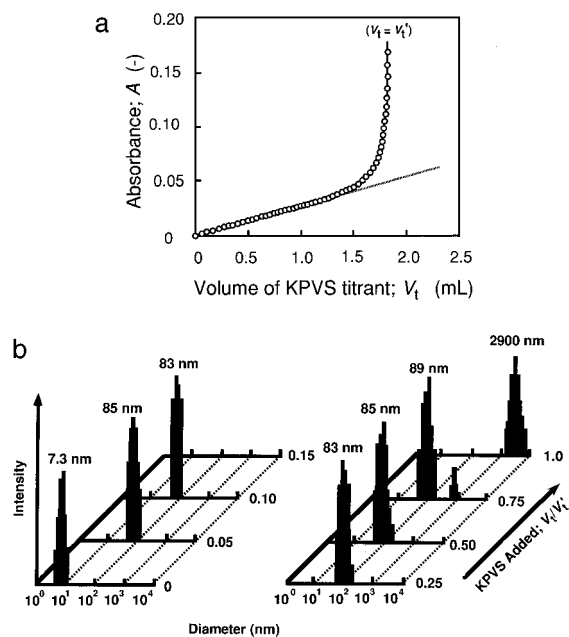 a
(Vt = Vt')
0.20
0.15
0.10
0.05
0
Absorbance; A (-)
0 0.5 1.0 1.5 2.0 2.5
Volume of KPVS titrant; Vt (mL)
b
7.3 nm
85 nm
83 nm
0.15
0.10
0.05
0
Intensity
10⁰ 10¹ 10² 10³ 10⁴
83 nm
85 nm
89 nm
2900 nm
1.0
0.75
0.50
0.25
KPVS Added; Vt/Vt'
10⁰ 10¹ 10² 10³ 10⁴
Diameter (nm)